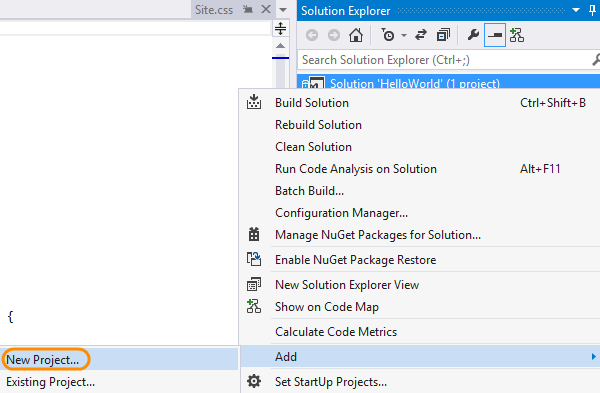 Site.css
Solution Explorer
Search Solution Explorer (Ctrl+;)
Solution 'HelloWorld' (1 project)
Build Solution Ctrl+Shift+B
Rebuild Solution
Clean Solution
Run Code Analysis on Solution Alt+F11
Batch Build...
Configuration Manager...
Manage NuGet Packages for Solution...
Enable NuGet Package Restore
New Solution Explorer View
Show on Code Map
Calculate Code Metrics
Add
Set StartUp Projects...
{
New Project...
Existing Project...